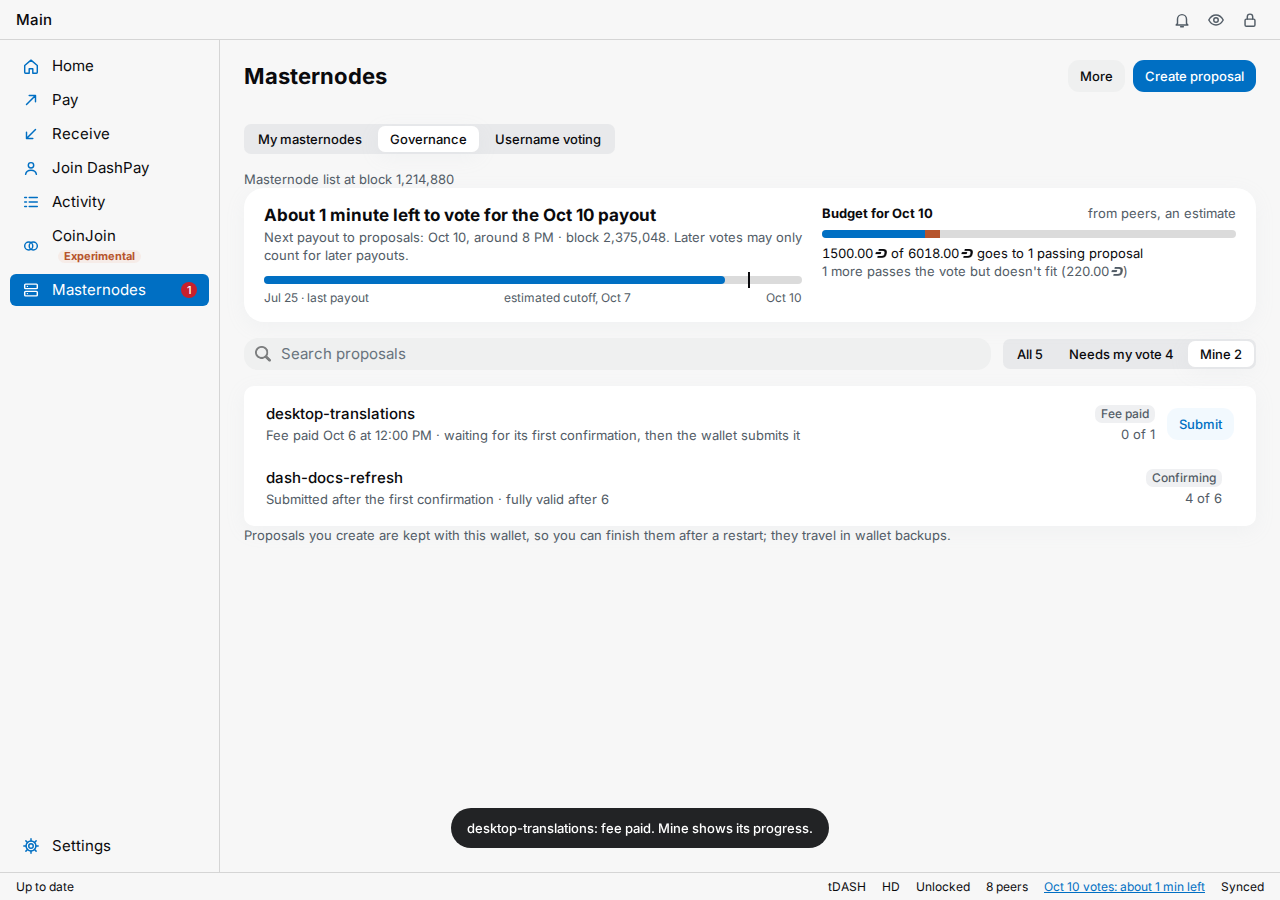 Main
Home
Pay
Receive
Join DashPay
Activity
CoinJoin
Experimental
Masternodes 1
Settings
Masternodes
More
Create proposal
My masternodes
Governance
Username voting
Masternode list at block 1,214,880
About 1 minute left to vote for the Oct 10 payout
Next payout to proposals: Oct 10, around 8 PM · block 2,375,048. Later votes may only
count for later payouts.
Jul 25 · last payout
estimated cutoff, Oct 7
Oct 10
Budget for Oct 10
from peers, an estimate
1500.00 of 6018.00 goes to 1 passing proposal
1 more passes the vote but doesn't fit (220.00)
Search proposals
All 5
Needs my vote 4
Mine 2
desktop-translations
Fee paid Oct 6 at 12:00 PM · waiting for its first confirmation, then the wallet submits it
Fee paid
0 of 1
Submit
dash-docs-refresh
Submitted after the first confirmation · fully valid after 6
Confirming
4 of 6
Proposals you create are kept with this wallet, so you can finish them after a restart; they travel in wallet backups.
desktop-translations: fee paid. Mine shows its progress.
Up to date
tDASH
HD
Unlocked
8 peers
Oct 10 votes: about 1 min left
Synced